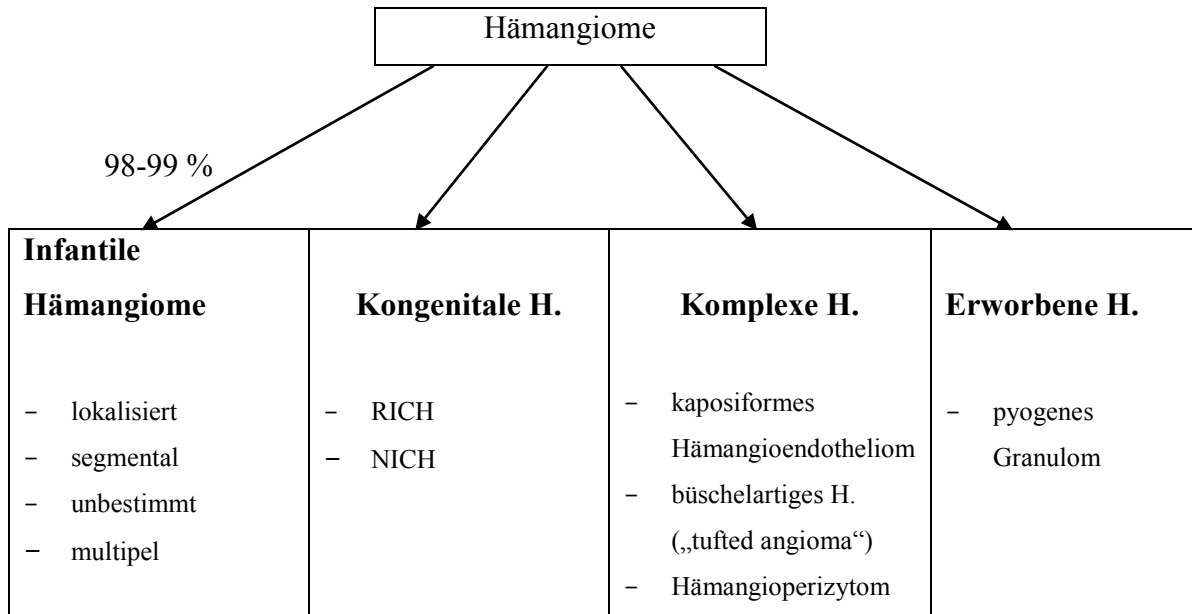 Hämangiome
98-99 %
Infantile
Hämangiome
- lokalisiert
- segmental
- unbestimmt
- multipel
Kongenitale H.
- RICH
- NICH
Komplexe H.
- kaposiformes
Hämangioendotheliom
- büschelartiges H.
(„tufted angioma“)
- Hämangioperizytom
Erworbene H.
- pyogenes
Granulom